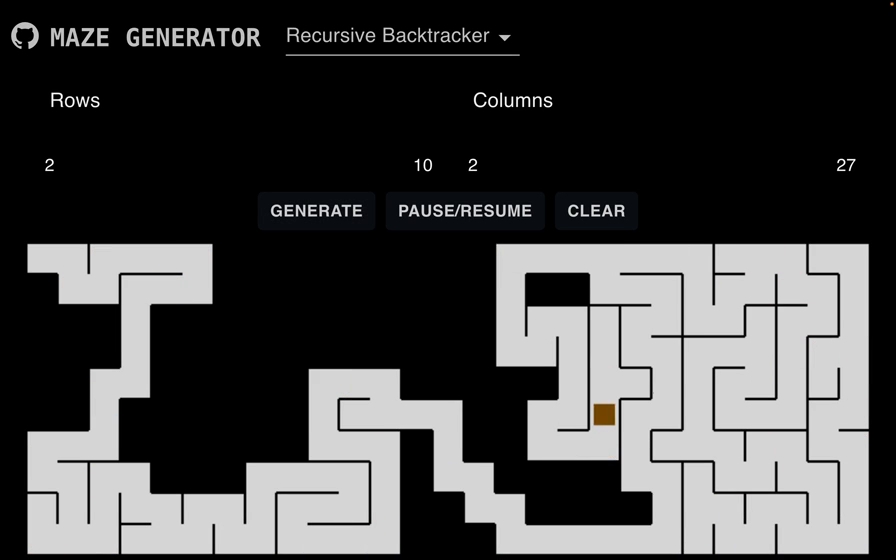 MAZE GENERATOR Recursive Backtracker
Rows Columns
2 10 2 27
GENERATE PAUSE/RESUME CLEAR